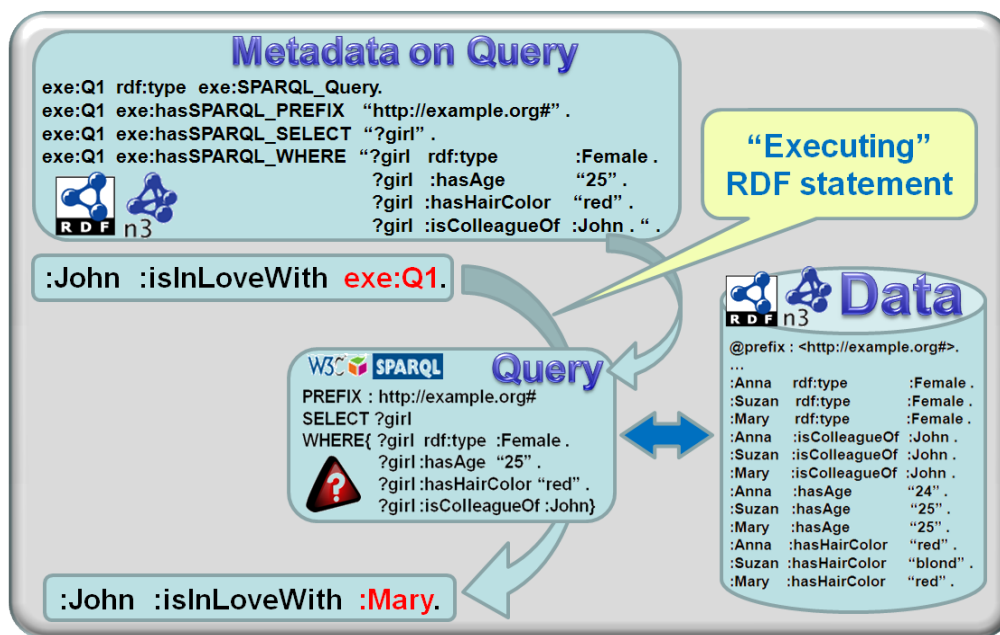 Metadata on Query
exe:Q1 rdf:type exe:SPARQL_Query.
exe:Q1 exe:hasSPARQL_PREFIX “http://example.org#” .
exe:Q1 exe:hasSPARQL_SELECT “?girl” .
exe:Q1 exe:hasSPARQL_WHERE “?girl rdf:type :Female .
?girl :hasAge “25” .
?girl :hasHairColor “red” .
?girl :isColleagueOf :John . “ .
RDF
n3
“Executing”
RDF statement
:John :isInLoveWith exe:Q1.
RDF
n3
Data
@prefix : <http://example.org#>.
...
:Anna rdf:type :Female .
:Suzan rdf:type :Female .
:Mary rdf:type :Female .
:Anna :isColleagueOf :John .
:Suzan :isColleagueOf :John .
:Mary :isColleagueOf :John .
:Anna :hasAge “24” .
:Suzan :hasAge “25” .
:Mary :hasAge “25” .
:Anna :hasHairColor “red” .
:Suzan :hasHairColor “blond” .
:Mary :hasHairColor “red” .
W3C SPARQL
Query
PREFIX : http://example.org#
SELECT ?girl
WHERE{ ?girl rdf:type :Female .
?girl :hasAge “25” .
?girl :hasHairColor “red” .
?girl :isColleagueOf :John}
?
:John :isInLoveWith :Mary.